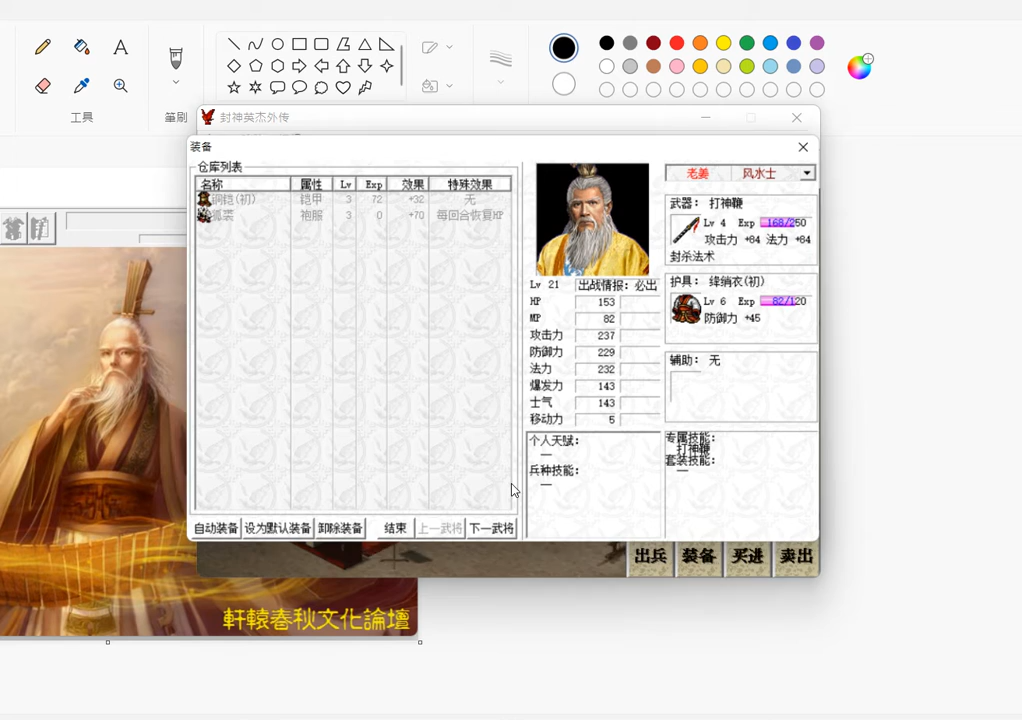 工具
筆刷
封神英杰外传
装备
仓库列表
名称 属性 Lv Exp 效果 特殊效果
铜铠(初) 铠甲 3 72 +32 无
狐裘 袍服 3 0 +70 每回合恢复HP
自动装备 设为默认装备 卸除装备 结束 上一武将 下一武将
Lv 21 出战情报: 必出
HP 153
MP 82
攻击力 237
防御力 229
法力 232
爆发力 143
士气 143
移动力 5
个人天赋:
—
兵种技能:
—
老姜 风水士
武器: 打神鞭
Lv 4 Exp 168/250
攻击力 +84 法力 +84
封杀法术
护具: 绛绡衣(初)
Lv 6 Exp 82/120
防御力 +45
辅助: 无
专属技能:
打神鞭
套装技能:
—
出兵 装备 买进 卖出
軒轅春秋文化論壇